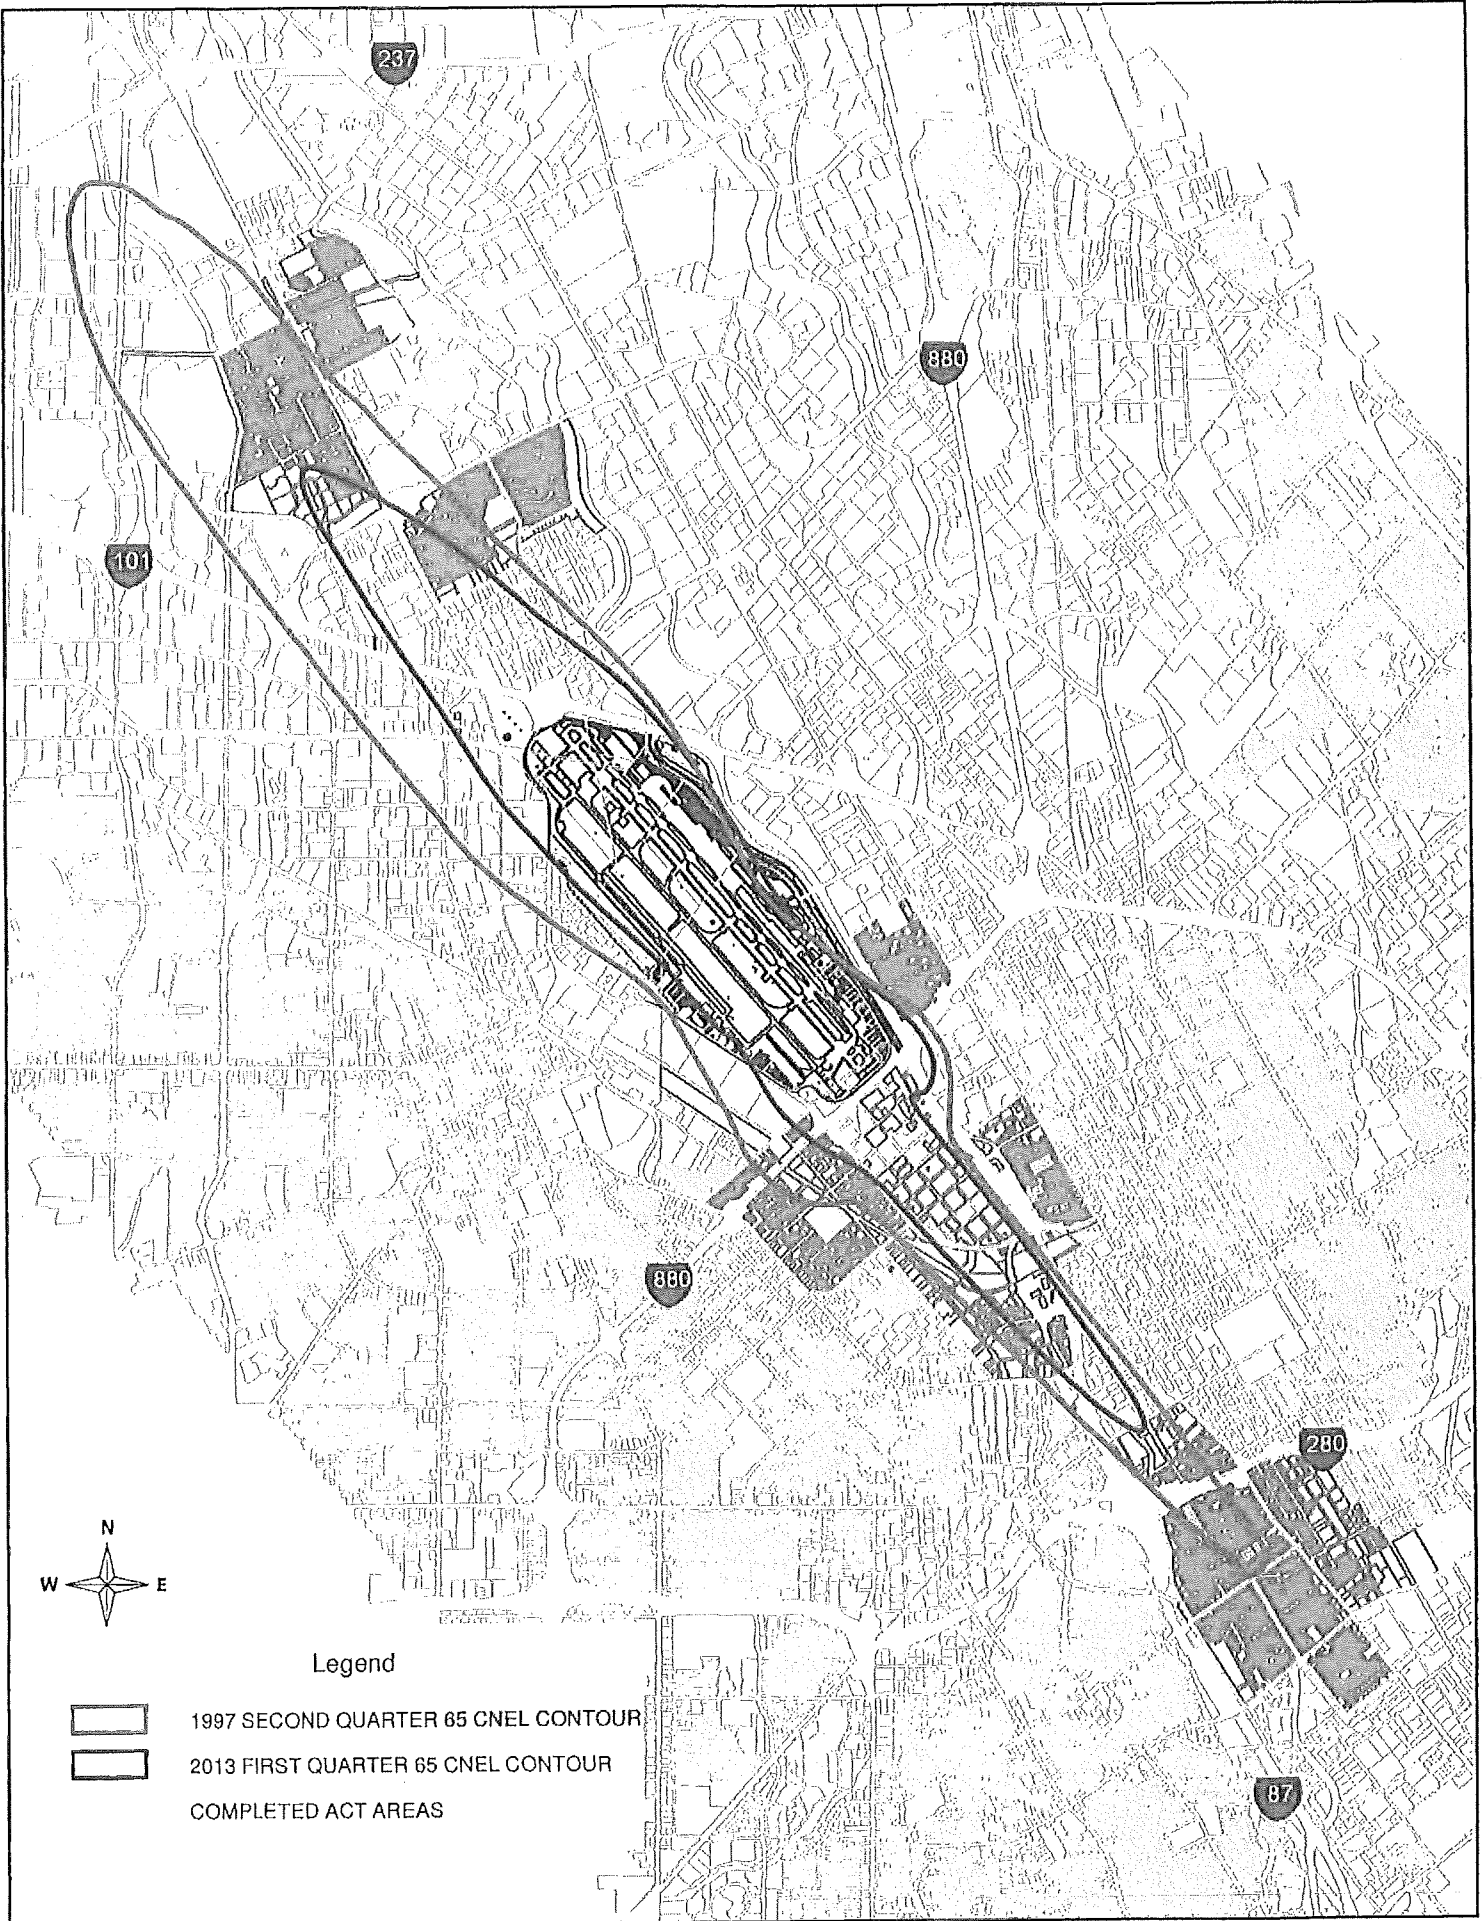 237
880
101
880
280
N
W E
S
Legend
1997 SECOND QUARTER 65 CNEL CONTOUR
2013 FIRST QUARTER 65 CNEL CONTOUR
COMPLETED ACT AREAS
87